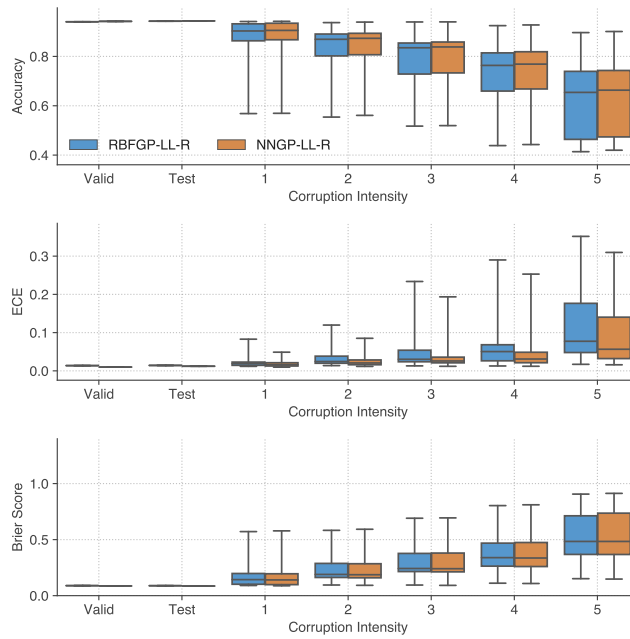 Accuracy
0.8
0.6
0.4
RBFGP-LL-R NNGP-LL-R
Valid Test 1 2 3 4 5
Corruption Intensity
ECE
0.3
0.2
0.1
0.0
Valid Test 1 2 3 4 5
Corruption Intensity
Brier Score
1.0
0.5
0.0
Valid Test 1 2 3 4 5
Corruption Intensity